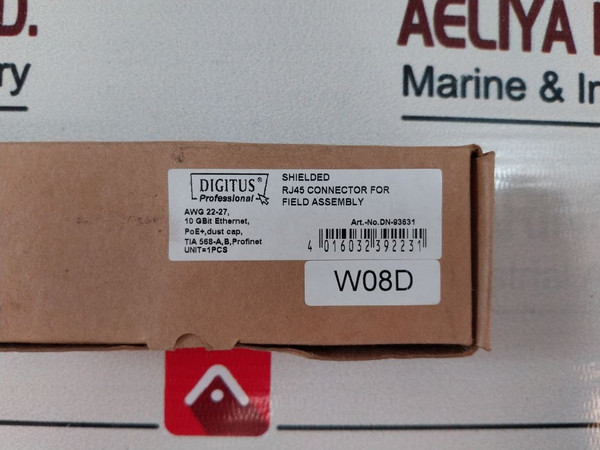 D.
ry
AELIYA
Marine & In
DIGITUS®
Professional
SHIELDED
RJ45 CONNECTOR FOR
FIELD ASSEMBLY
AWG 22-27,
10 GBit Ethernet,
PoE+,dust cap,
TIA 568-A,B,Profinet
UNIT=1PCS
Art.-No.DN-93631
4 016032 392231
W08D